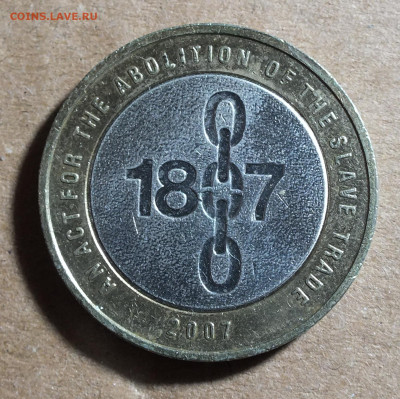 COINS.LAVE.RU
AN ACT FOR THE ABOLITION OF THE SLAVE TRADE
1807
2007